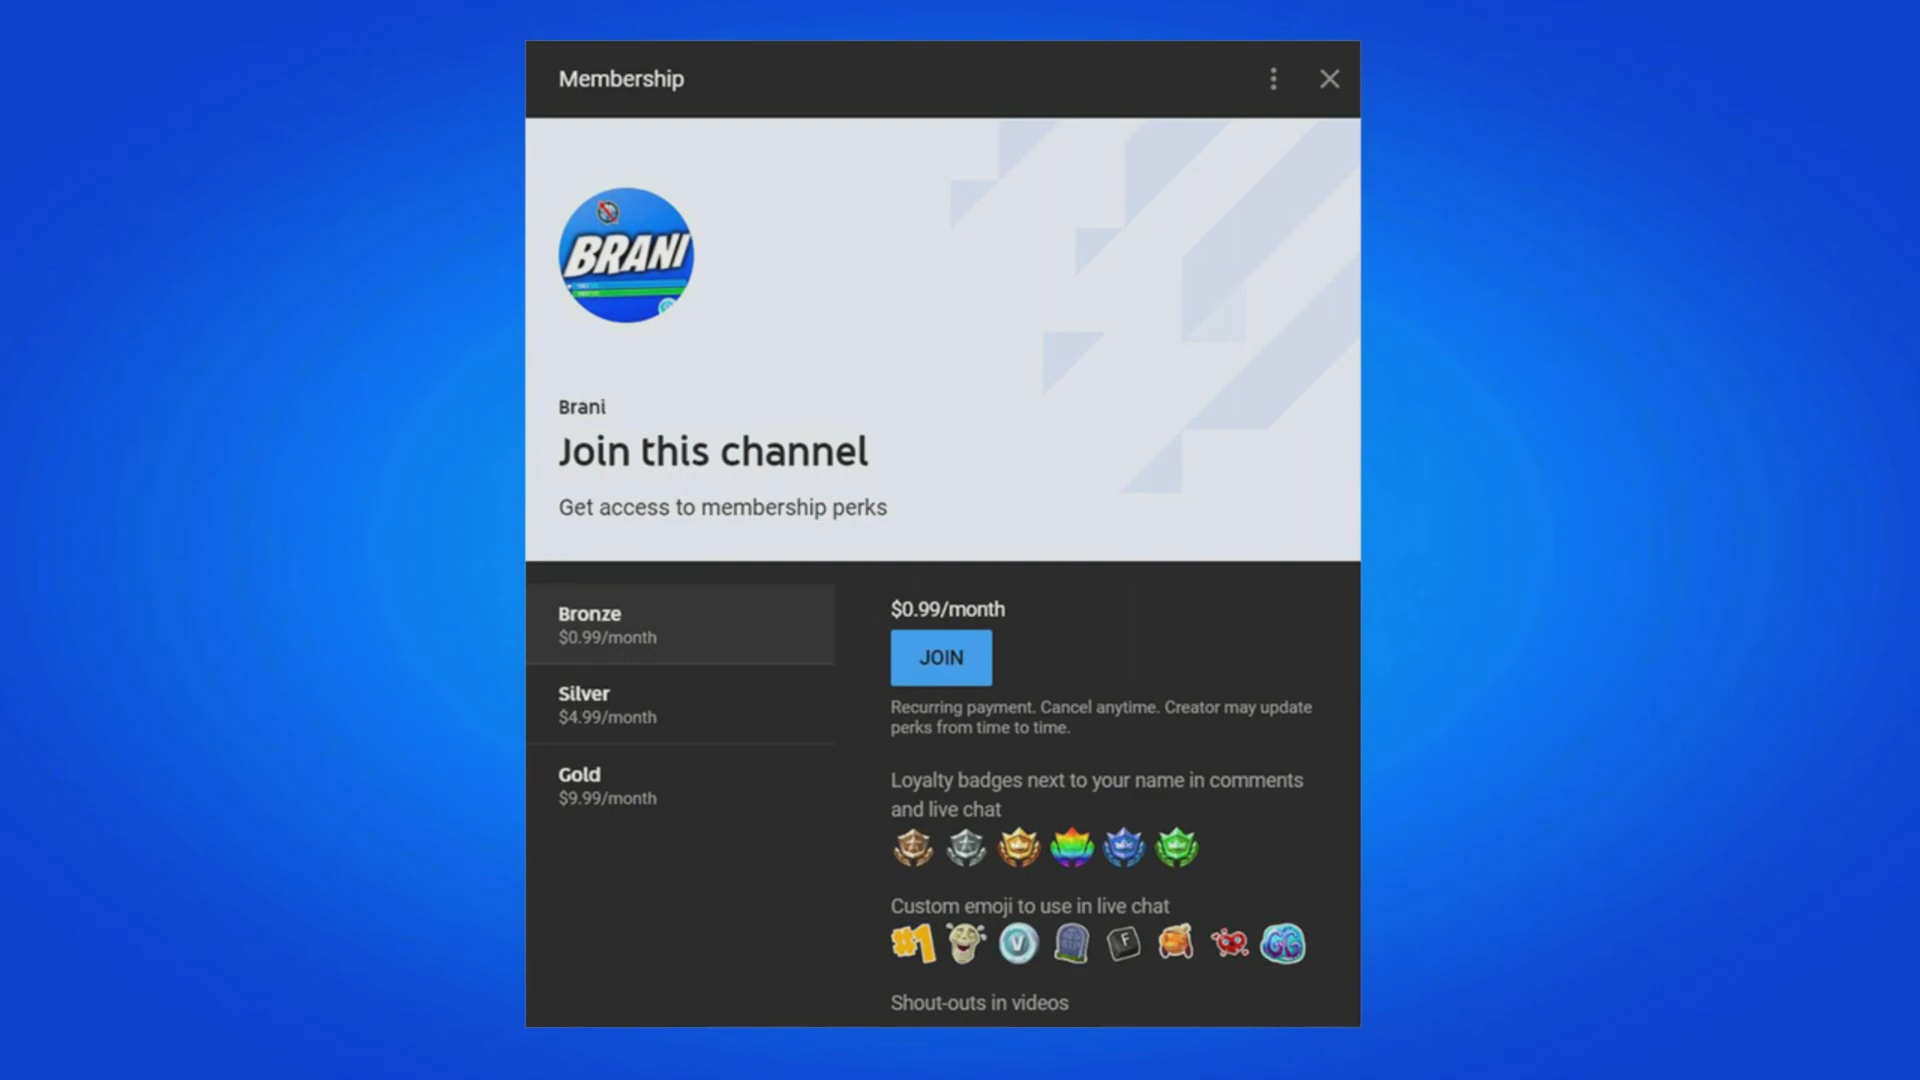 Membership
BRANI
Brani
Join this channel
Get access to membership perks
Bronze
$0.99/month
Silver
$4.99/month
Gold
$9.99/month
$0.99/month
JOIN
Recurring payment. Cancel anytime. Creator may update
perks from time to time.
Loyalty badges next to your name in comments
and live chat
Custom emoji to use in live chat
#1
V
RIP
F
GG
Shout-outs in videos